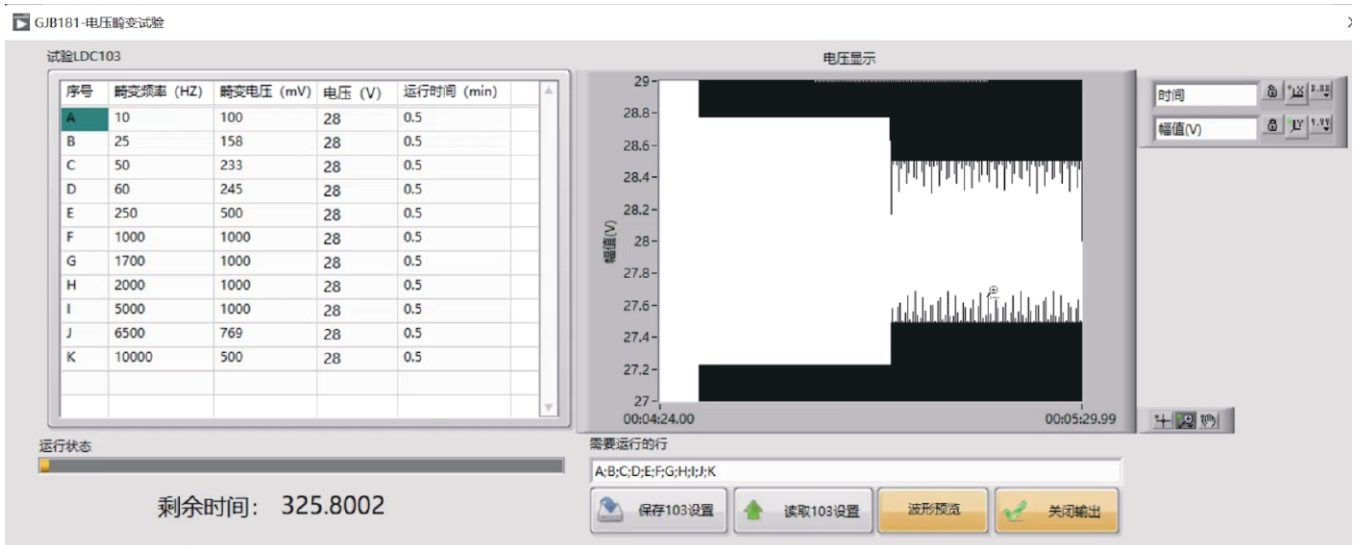 GJB181-电压畸变试验
试验LDC103
序号 畸变频率 (HZ) 畸变电压 (mV) 电压 (V) 运行时间 (min)
A 10 100 28 0.5
B 25 158 28 0.5
C 50 233 28 0.5
D 60 245 28 0.5
E 250 500 28 0.5
F 1000 1000 28 0.5
G 1700 1000 28 0.5
H 2000 1000 28 0.5
I 5000 1000 28 0.5
J 6500 769 28 0.5
K 10000 500 28 0.5
运行状态
剩余时间: 325.8002
电压显示
29
28.8
28.6
28.4
28.2
28
27.8
27.6
27.4
27.2
27
幅值(V)
00:04:24.00 00:05:29.99
时间
幅值(V)
需要运行的行
A;B;C;D;E;F;G;H;I;J;K
保存103设置 读取103设置 波形预览 关闭输出